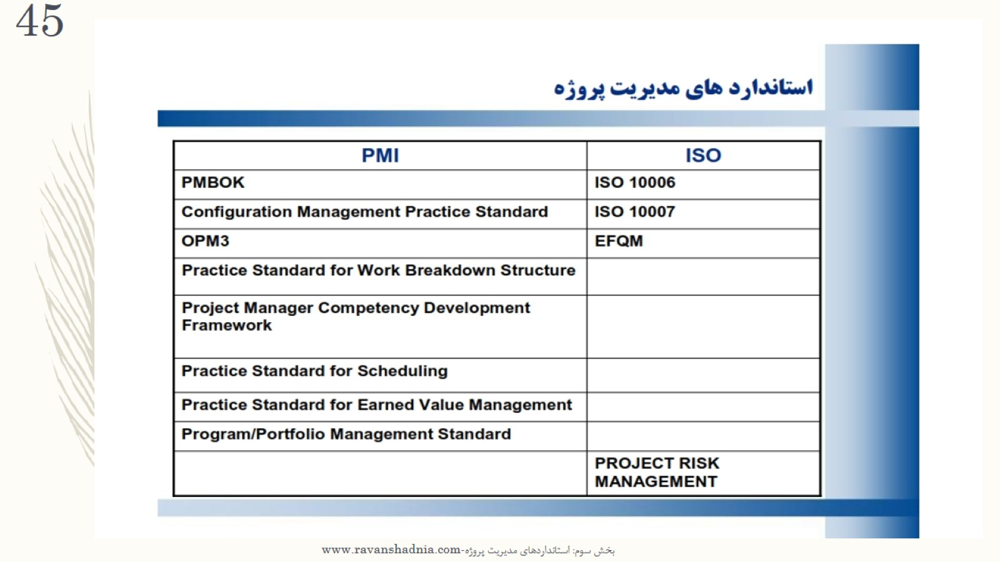 45
استاندارد های مدیریت پروژه
PMI ISO
PMBOK ISO 10006
Configuration Management Practice Standard ISO 10007
OPM3 EFQM
Practice Standard for Work Breakdown Structure
Project Manager Competency Development
Framework
Practice Standard for Scheduling
Practice Standard for Earned Value Management
Program/Portfolio Management Standard
PROJECT RISK
MANAGEMENT
بخش سوم: استانداردهای مدیریت پروژه-www.ravanshadnia.com